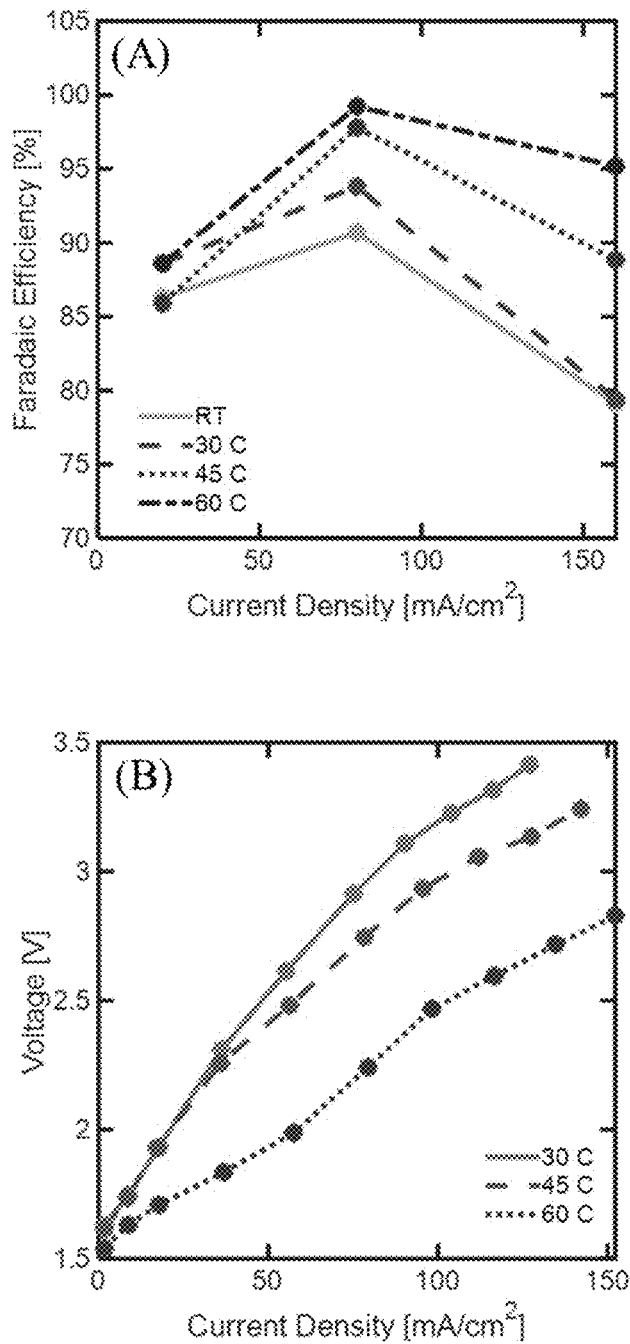 (A)
Faradaic Efficiency [%]
105
100
95
90
85
80
75
70
RT
30 C
45 C
60 C
0
50
100
150
Current Density [mA/cm²]
(B)
Voltage [V]
3.5
3
2.5
2
1.5
30 C
45 C
60 C
0
50
100
150
Current Density [mA/cm²]